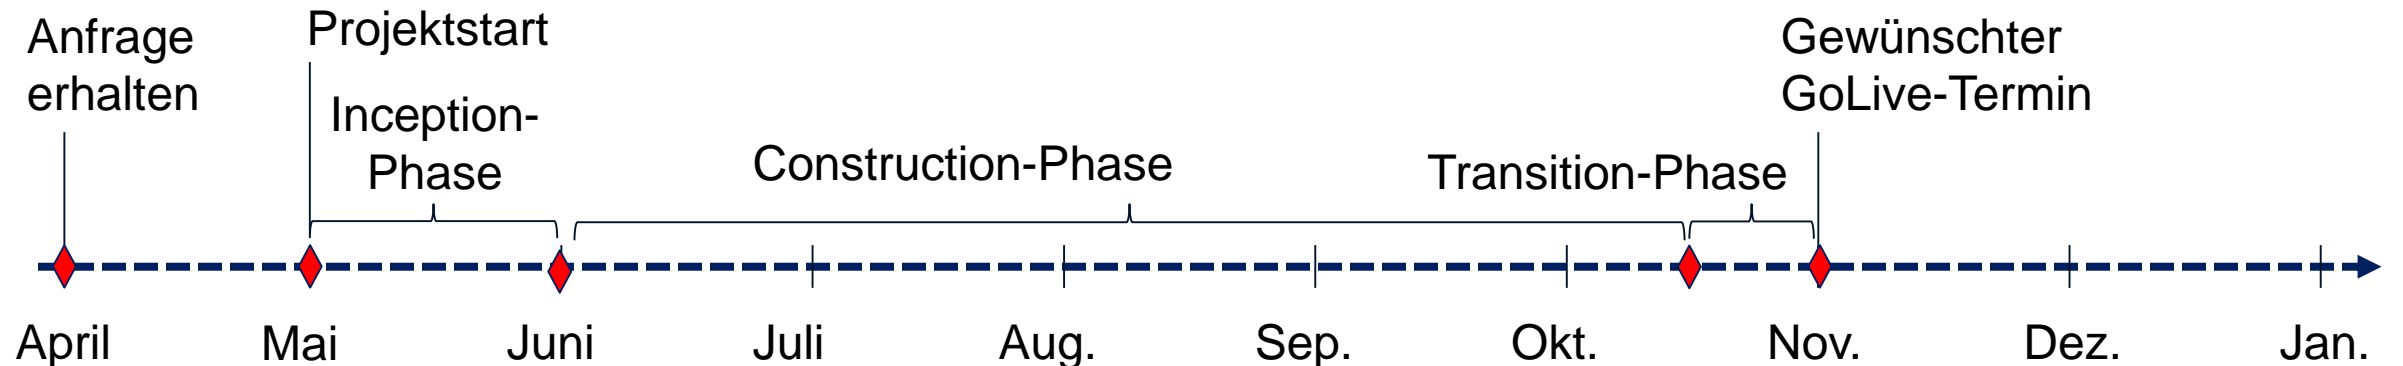 Anfrage
erhalten
Projektstart
Inception-
Phase
Construction-Phase
Transition-Phase
Gewünschter
GoLive-Termin
April
Mai
Juni
Juli
Aug.
Sep.
Okt.
Nov.
Dez.
Jan.